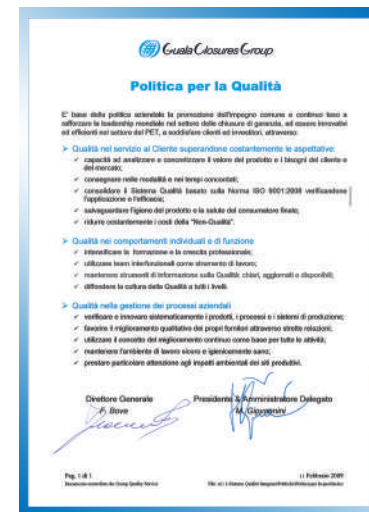 Guala Closures Group
Politica per la Qualità
E' base della politica aziendale la promozione dell'impegno comune e continuo teso a
rafforzare la leadership mondiale nel settore delle chiusure di garanzia, ad essere innovativi
ed efficienti nel settore del PET, a soddisfare clienti ed investitori, attraverso:
➢ Qualità nel servizio al Cliente superandone costantemente le aspettative:
✓ capacità ad analizzare e concretizzare il valore del prodotto e i bisogni del cliente e
del mercato;
✓ consegnare nelle modalità e nei tempi concordati;
✓ consolidare il Sistema Qualità basato sulla Norma ISO 9001:2008 verificandone
l'applicazione e l'efficacia;
✓ salvaguardare l'igiene del prodotto e la salute del consumatore finale;
✓ ridurre costantemente i costi della "Non-Qualità".
➢ Qualità nei comportamenti individuali e di funzione
✓ intensificare la formazione e la crescita professionale;
✓ utilizzare team interfunzionali come strumento di lavoro;
✓ mantenere strumenti di informazione sulla Qualità: chiari, aggiornati e disponibili;
✓ diffondere la cultura della Qualità a tutti i livelli.
➢ Qualità nella gestione dei processi aziendali
✓ verificare e innovare sistematicamente i prodotti, i processi e i sistemi di produzione;
✓ favorire il miglioramento qualitativo dei propri fornitori attraverso strette relazioni;
✓ utilizzare il concetto del miglioramento continuo come base per tutte le attività;
✓ mantenere l'ambiente di lavoro sicuro e igienicamente sano;
✓ prestare particolare attenzione agli impatti ambientali dei siti produttivi.
Direttore Generale Presidente & Amministratore Delegato
F. Bove M. Giovannini
Pag. 1 di 1 11 Febbraio 2009